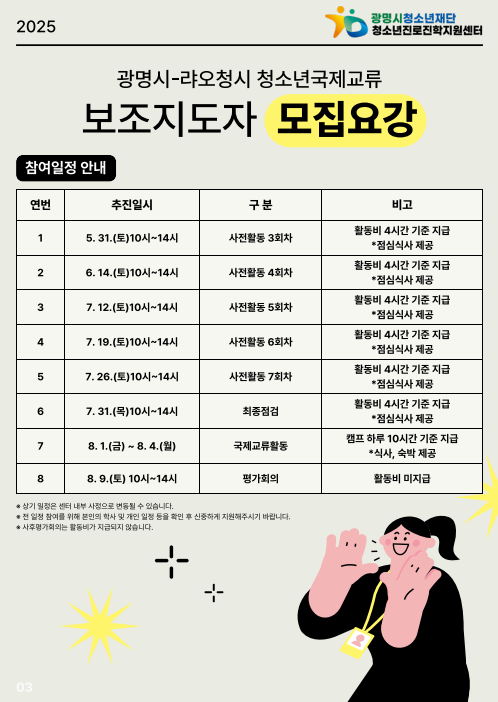 2025
광명시청소년재단
청소년진로진학지원센터
광명시-랴오청시 청소년국제교류
보조지도자 모집요강
참여일정 안내
연번 추진일시 구 분 비고
1 5. 31.(토)10시~14시 사전활동 3회차 활동비 4시간 기준 지급
*점심식사 제공
2 6. 14.(토)10시~14시 사전활동 4회차 활동비 4시간 기준 지급
*점심식사 제공
3 7. 12.(토)10시~14시 사전활동 5회차 활동비 4시간 기준 지급
*점심식사 제공
4 7. 19.(토)10시~14시 사전활동 6회차 활동비 4시간 기준 지급
*점심식사 제공
5 7. 26.(토)10시~14시 사전활동 7회차 활동비 4시간 기준 지급
*점심식사 제공
6 7. 31.(목)10시~14시 최종점검 활동비 4시간 기준 지급
*점심식사 제공
7 8. 1.(금) ~ 8. 4.(월) 국제교류활동 캠프 하루 10시간 기준 지급
*식사, 숙박 제공
8 8. 9.(토) 10시~14시 평가회의 활동비 미지급
※ 상기 일정은 센터 내부 사정으로 변동될 수 있습니다.
※ 전 일정 참여를 위해 본인의 학사 및 개인 일정 등을 확인 후 신중하게 지원해주시기 바랍니다.
※ 사후평가회의는 활동비가 지급되지 않습니다.
03